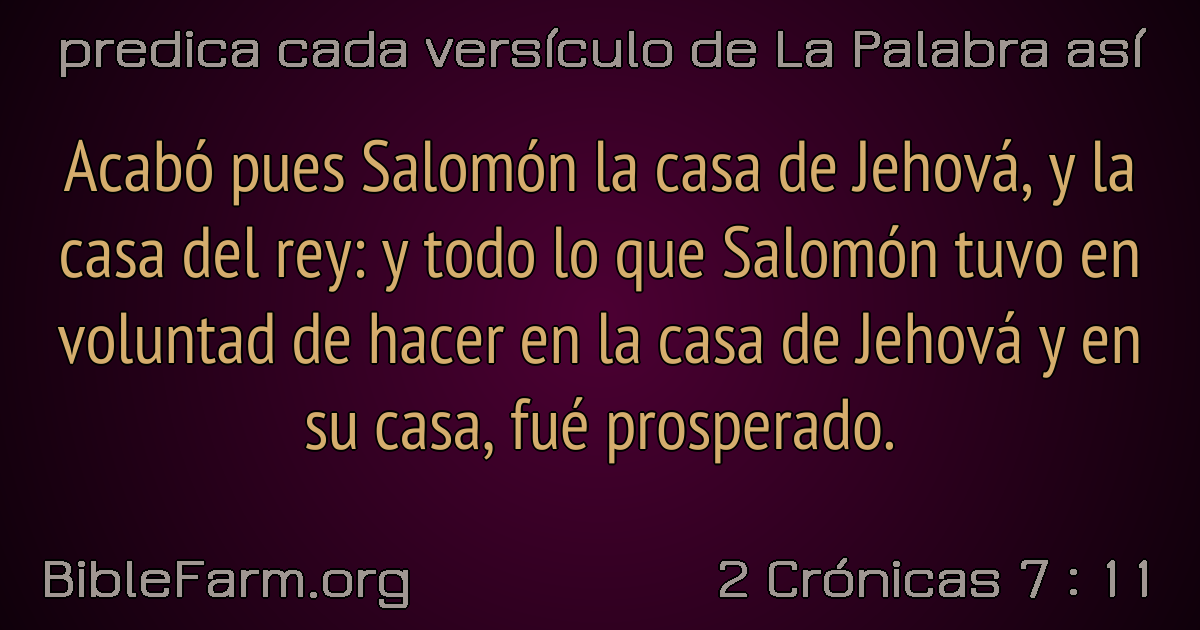 predica cada versículo de La Palabra así
Acabó pues Salomón la casa de Jehová, y la
casa del rey: y todo lo que Salomón tuvo en
voluntad de hacer en la casa de Jehová y en
su casa, fué prosperado.
BibleFarm.org
2 Crónicas 7 : 11